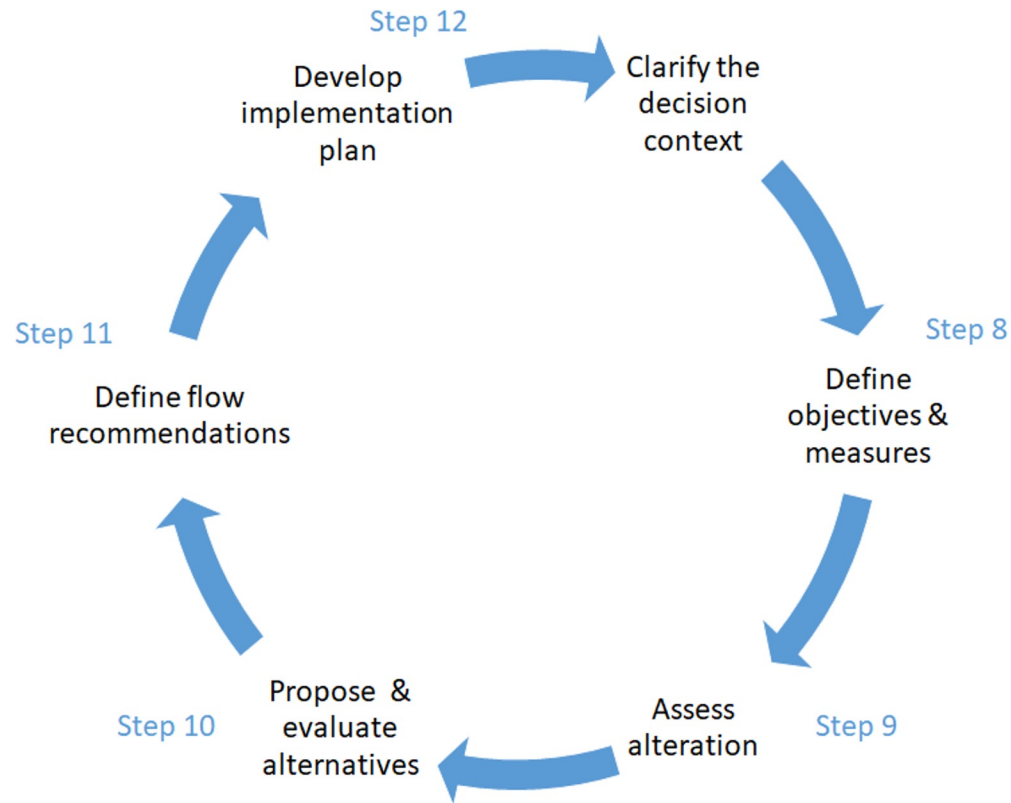 Step 12
Develop
implementation
plan
Clarify the
decision
context
Step 8
Define
objectives &
measures
Step 9
Assess
alteration
Step 10
Propose &
evaluate
alternatives
Step 11
Define flow
recommendations